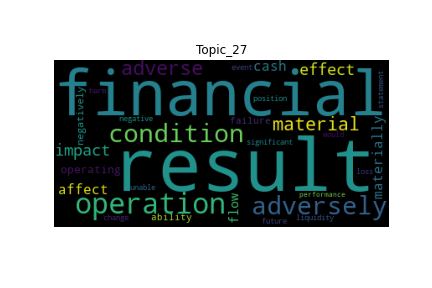 Topic_27
adverse event cash effect
financial
harm position
negatively negative failure material statement
condition significant would
impact result materially
operating loss
affect unable performance
operation flow adversely
change ability future liquidity